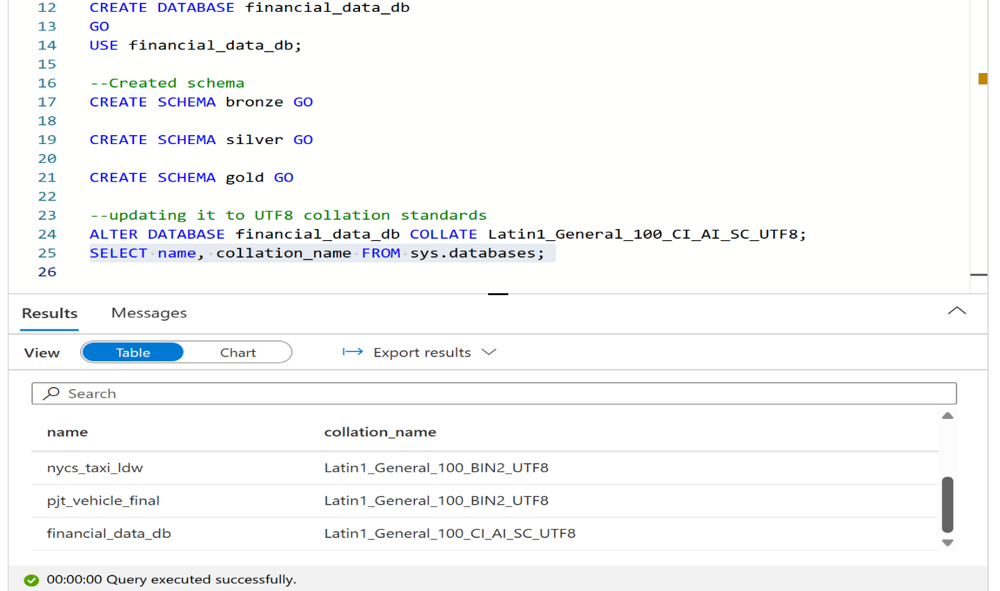 12 CREATE DATABASE financial_data_db
13 GO
14 USE financial_data_db;
15
16 --Created schema
17 CREATE SCHEMA bronze GO
18
19 CREATE SCHEMA silver GO
20
21 CREATE SCHEMA gold GO
22
23 --updating it to UTF8 collation standards
24 ALTER DATABASE financial_data_db COLLATE Latin1_General_100_CI_AI_SC_UTF8;
25 SELECT name, collation_name FROM sys.databases;
26
Results Messages
View Table Chart Export results
Search
name collation_name
nycs_taxi_ldw Latin1_General_100_BIN2_UTF8
pjt_vehicle_final Latin1_General_100_BIN2_UTF8
financial_data_db Latin1_General_100_CI_AI_SC_UTF8
00:00:00 Query executed successfully.